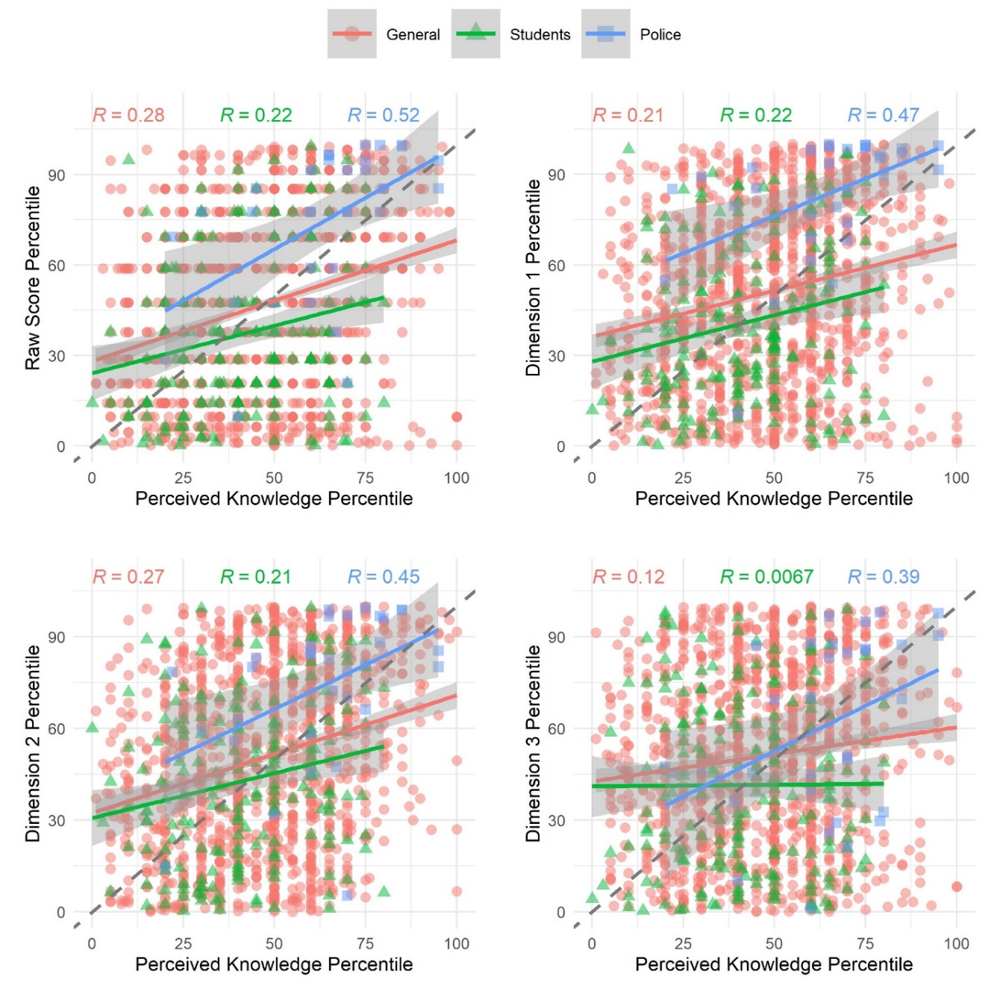 General Students Police
R = 0.28 R = 0.22 R = 0.52
Raw Score Percentile
90
60
30
0
0 25 50 75 100
Perceived Knowledge Percentile
R = 0.21 R = 0.22 R = 0.47
Dimension 1 Percentile
90
60
30
0
0 25 50 75 100
Perceived Knowledge Percentile
R = 0.27 R = 0.21 R = 0.45
Dimension 2 Percentile
90
60
30
0
0 25 50 75 100
Perceived Knowledge Percentile
R = 0.12 R = 0.0067 R = 0.39
Dimension 3 Percentile
90
60
30
0
0 25 50 75 100
Perceived Knowledge Percentile